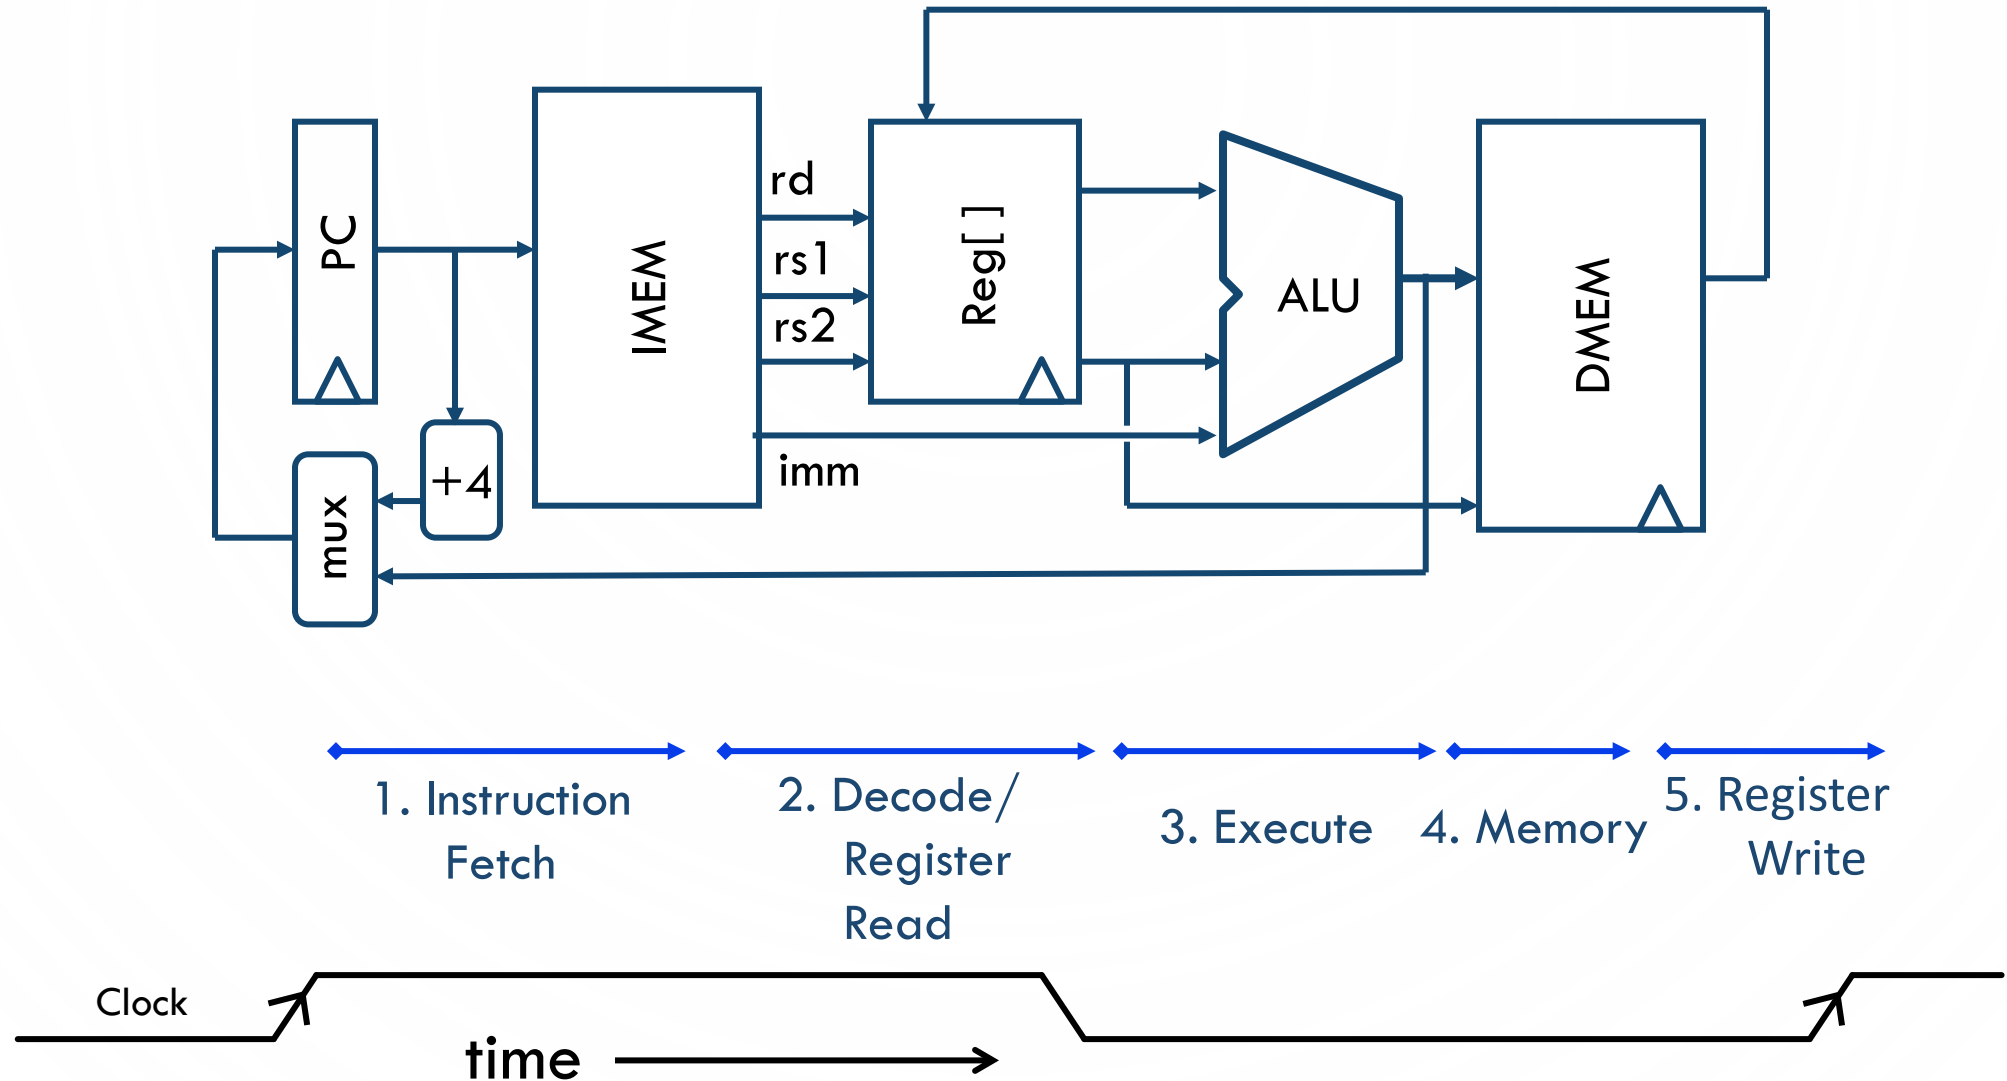 PC
IMEM
rd
rs1
rs2
imm
Reg[ ]
ALU
DMEM
+4
mux
1. Instruction
Fetch
2. Decode/
Register
Read
3. Execute
4. Memory
5. Register
Write
Clock
time